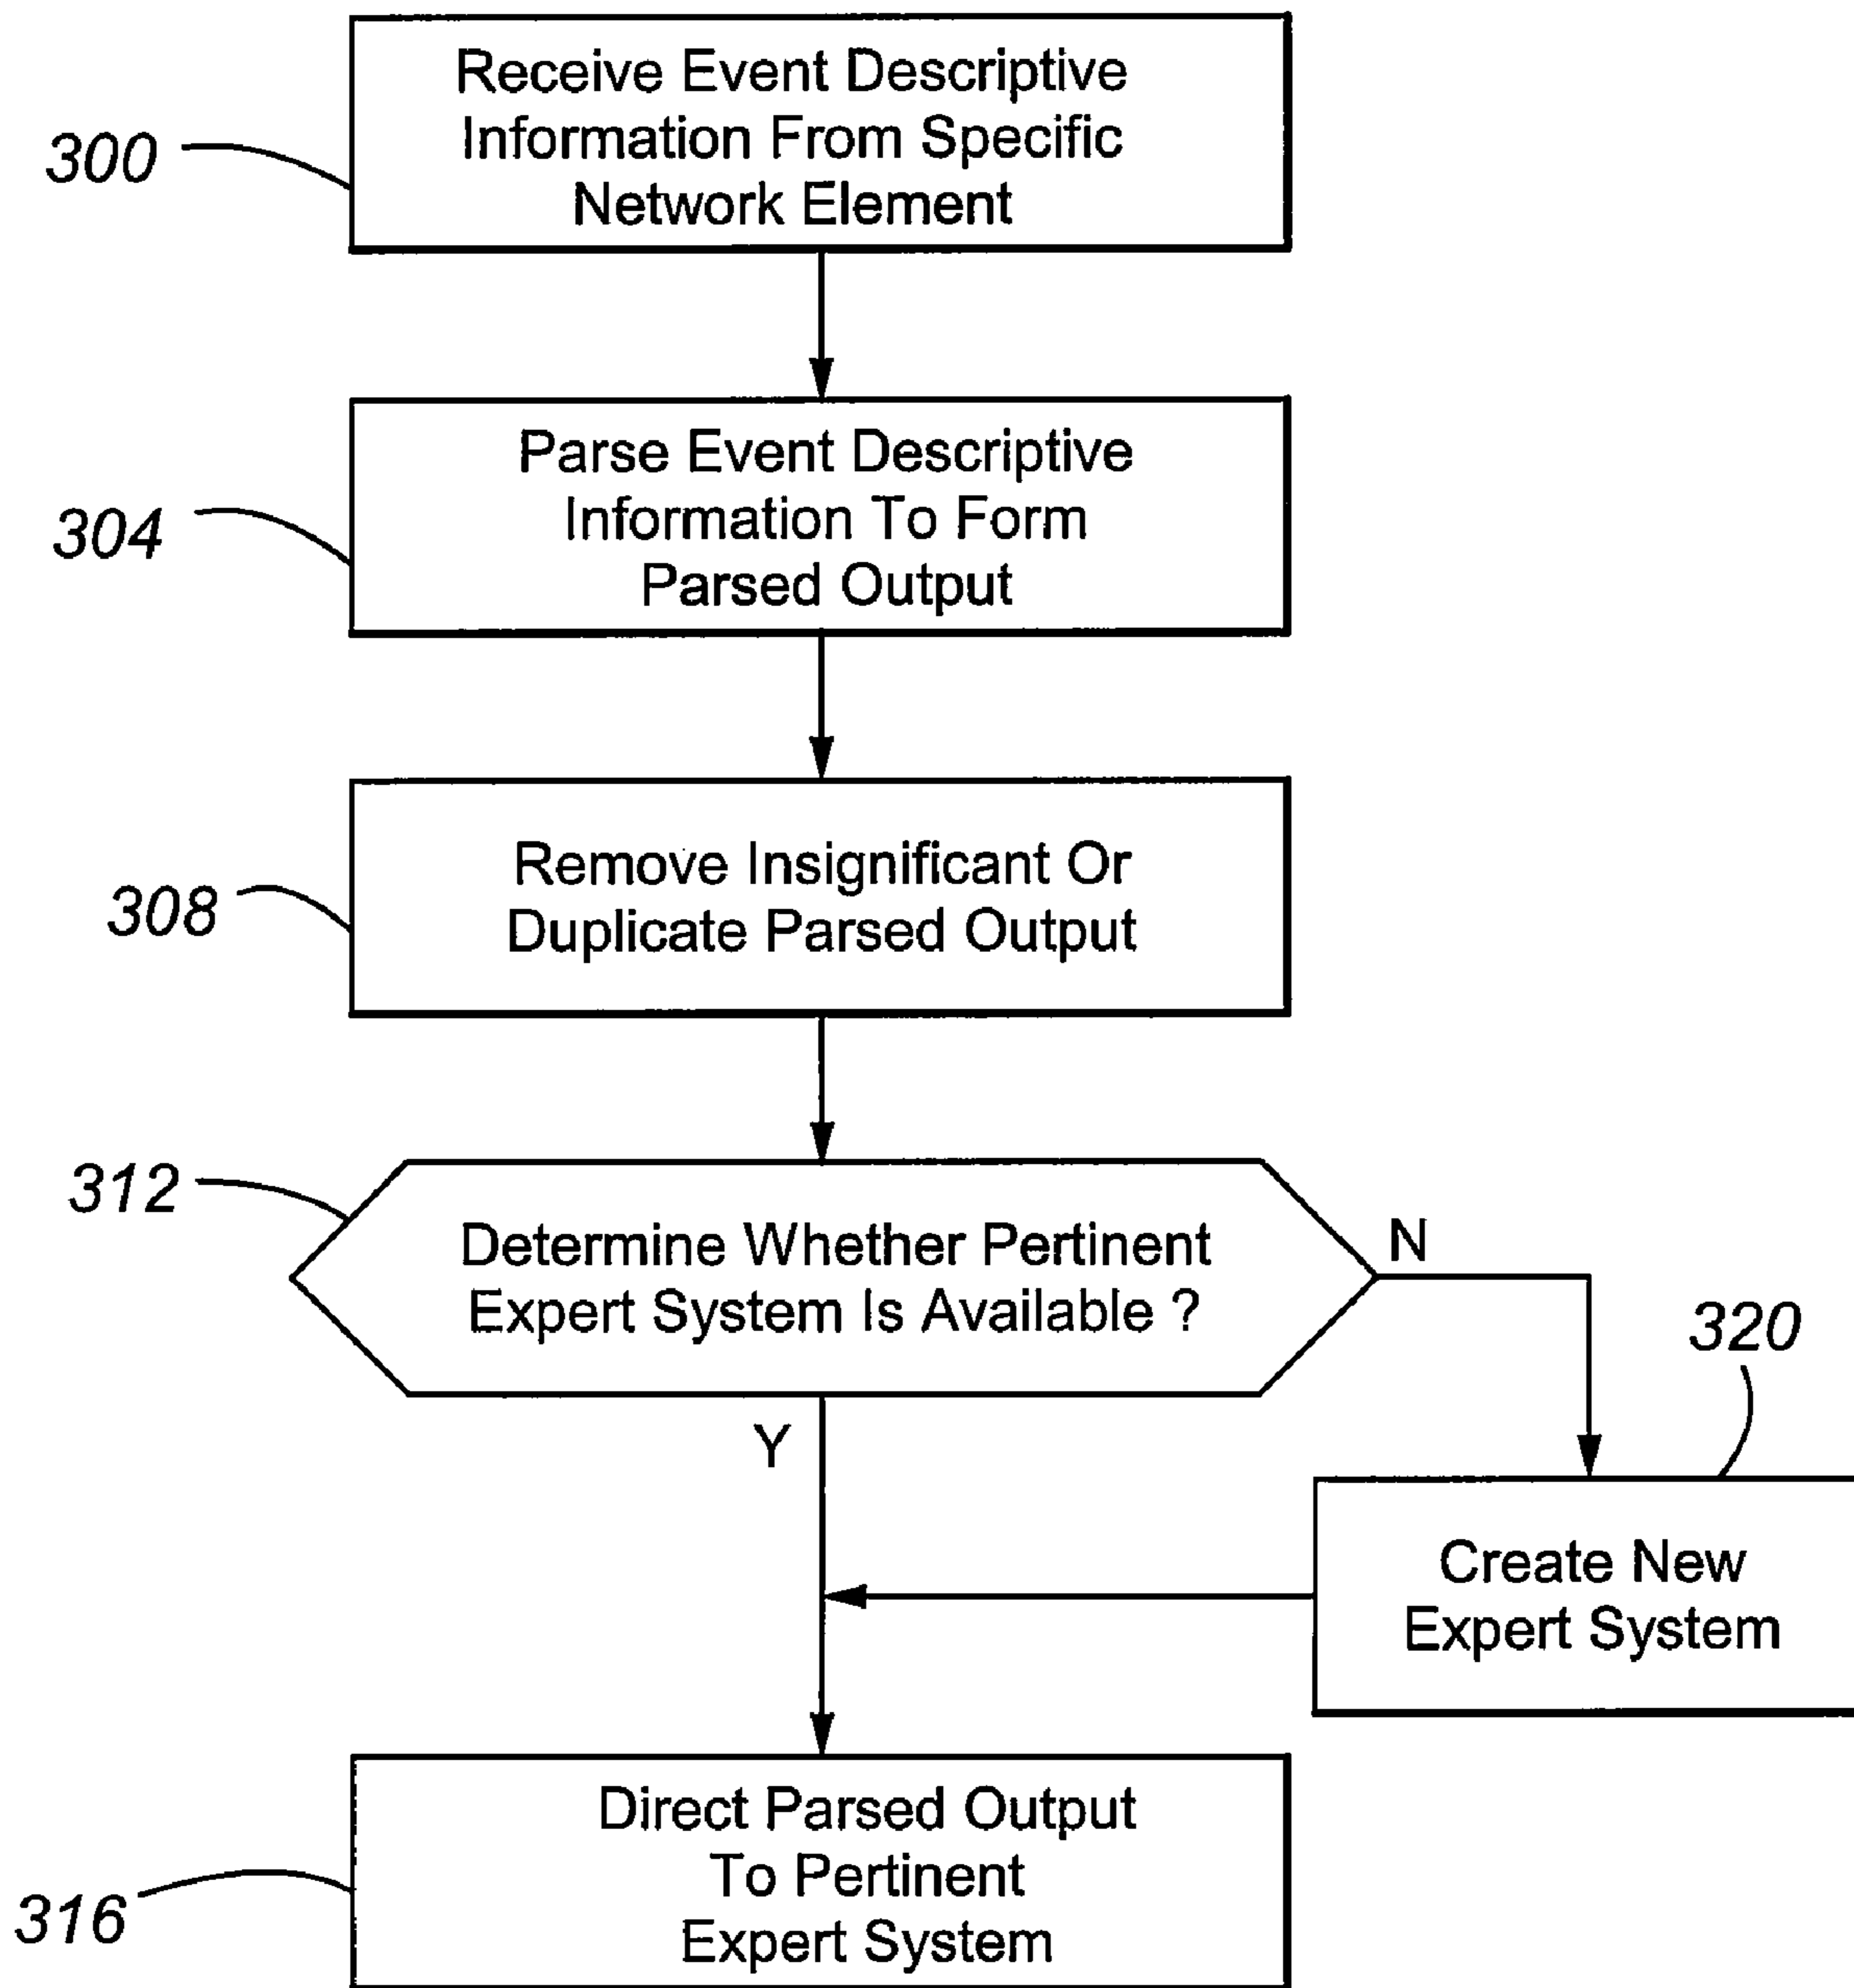 Receive Event Descriptive
Information From Specific
Network Element
300
Parse Event Descriptive
Information To Form
Parsed Output
304
Remove Insignificant Or
Duplicate Parsed Output
308
312
Determine Whether Pertinent
Expert System Is Available ?
N
320
Y
Create New
Expert System
Direct Parsed Output
To Pertinent
Expert System
316